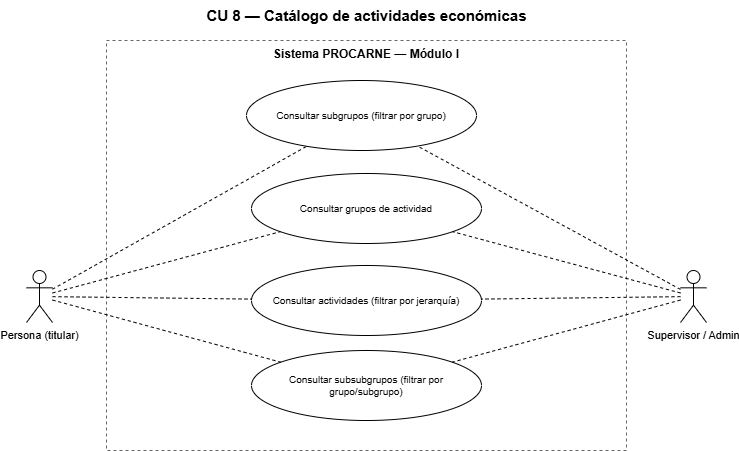 CU 8 — Catálogo de actividades económicas
Sistema PROCARNE — Módulo I
Consultar subgrupos (filtrar por grupo)
Consultar grupos de actividad
Consultar actividades (filtrar por jerarquía)
Persona (titular)
Supervisor / Admin
Consultar subsubgrupos (filtrar por
grupo/subgrupo)